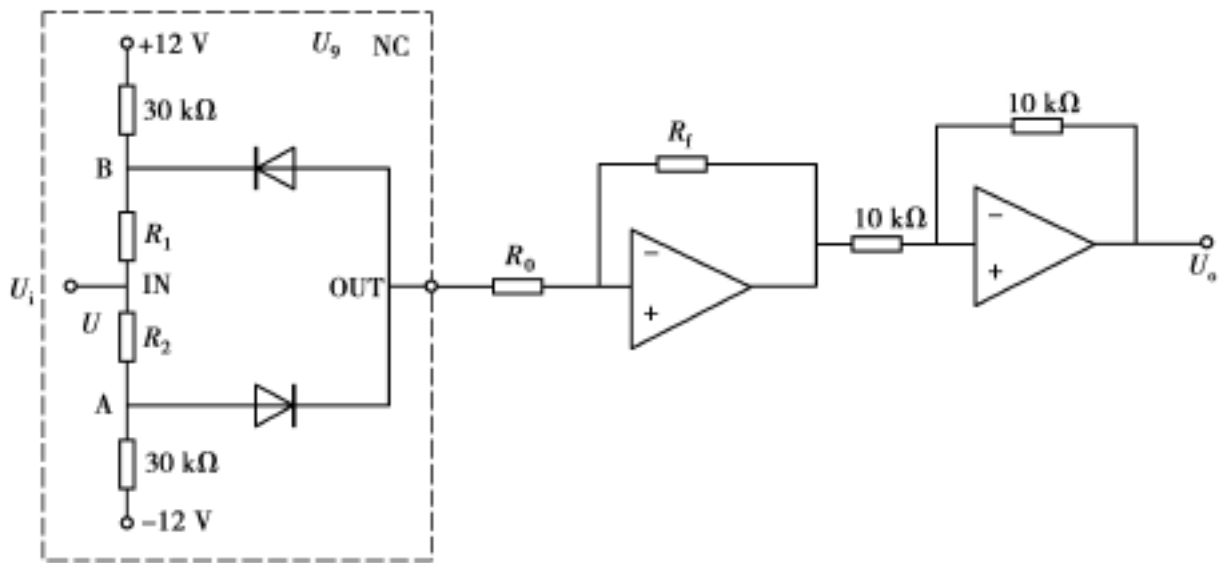 +12 V
U₉ NC
30 kΩ
B
R₁
Uᵢ
IN
U
R₂
A
30 kΩ
−12 V
OUT
R₀
R_f
−
+
10 kΩ
10 kΩ
−
+
Uₒ